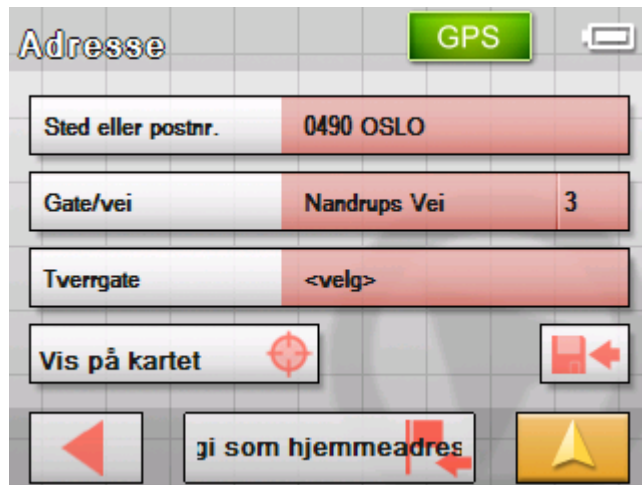 Adresse GPS
Sted eller postnr. 0490 OSLO
Gate/vei Nandrups Vei 3
Tverrgate <velg>
Vis på kartet
gi som hjemmeadres